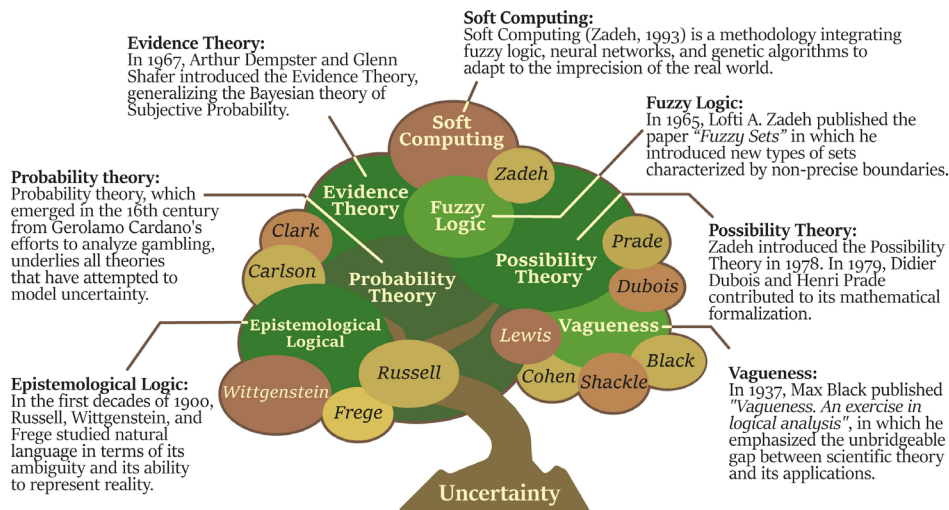 Soft Computing:
Soft Computing (Zadeh, 1993) is a methodology integrating
fuzzy logic, neural networks, and genetic algorithms to
adapt to the imprecision of the real world.
Evidence Theory:
In 1967, Arthur Dempster and Glenn
Shafer introduced the Evidence Theory,
generalizing the Bayesian theory of
Subjective Probability.
Fuzzy Logic:
In 1965, Lofti A. Zadeh published the
paper “Fuzzy Sets” in which he
introduced new types of sets
characterized by non-precise boundaries.
Probability theory:
Probability theory, which
emerged in the 16th century
from Gerolamo Cardano's
efforts to analyze gambling,
underlies all theories
that have attempted to
model uncertainty.
Possibility Theory:
Zadeh introduced the Possibility
Theory in 1978. In 1979, Didier
Dubois and Henri Prade
contributed to its mathematical
formalization.
Epistemological Logic:
In the first decades of 1900,
Russell, Wittgenstein, and
Frege studied natural
language in terms of its
ambiguity and its ability
to represent reality.
Vagueness:
In 1937, Max Black published
"Vagueness. An exercise in
logical analysis", in which he
emphasized the unbridgeable
gap between scientific theory
and its applications.
Soft
Computing
Zadeh
Evidence
Theory
Fuzzy
Logic
Clark
Carlson
Probability
Theory
Possibility
Theory
Prade
Dubois
Epistemological
Logical
Lewis
Vagueness
Wittgenstein
Russell
Frege
Cohen
Shackle
Black
Uncertainty